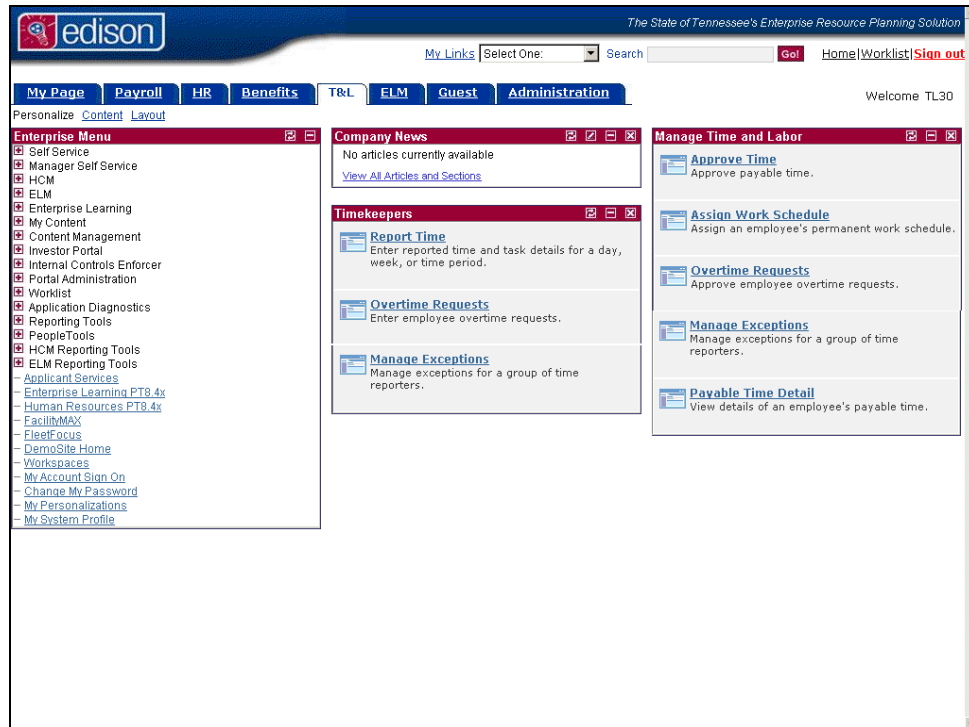 edison
The State of Tennessee's Enterprise Resource Planning Solution
My Links Select One: Search Go! Home|Worklist|Sign out
My Page Payroll HR Benefits T&L ELM Guest Administration
Welcome TL30
Personalize Content Layout
Enterprise Menu
Self Service
Manager Self Service
HCM
ELM
Enterprise Learning
My Content
Content Management
Investor Portal
Internal Controls Enforcer
Portal Administration
Worklist
Application Diagnostics
Reporting Tools
PeopleTools
HCM Reporting Tools
ELM Reporting Tools
Applicant Services
Enterprise Learning PT8.4x
Human Resources PT8.4x
FacilityMAX
FleetFocus
DemoSite Home
Workspaces
My Account Sign On
Change My Password
My Personalizations
My System Profile
Company News
No articles currently available
View All Articles and Sections
Timekeepers
Report Time
Enter reported time and task details for a day,
week, or time period.
Overtime Requests
Enter employee overtime requests.
Manage Exceptions
Manage exceptions for a group of time
reporters.
Manage Time and Labor
Approve Time
Approve payable time.
Assign Work Schedule
Assign an employee's permanent work schedule.
Overtime Requests
Approve employee overtime requests.
Manage Exceptions
Manage exceptions for a group of time
reporters.
Payable Time Detail
View details of an employee's payable time.